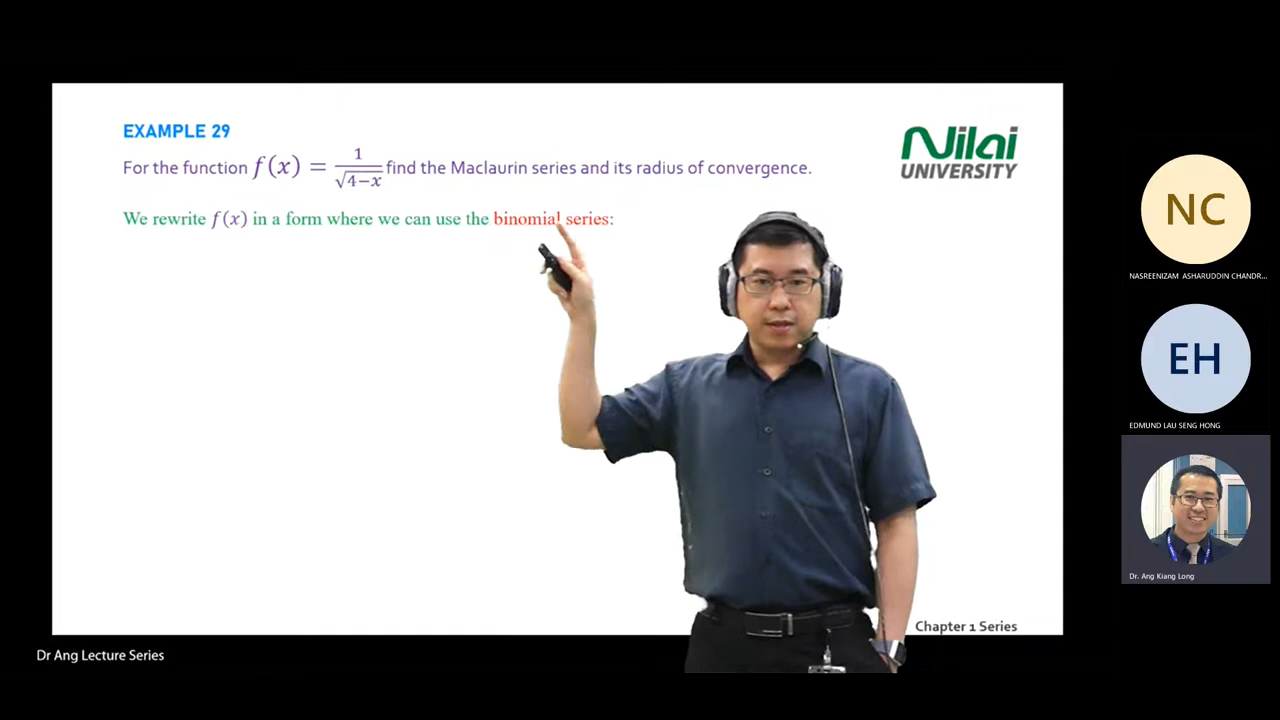 EXAMPLE 29
For the function f(x) = 1/√4−x find the Maclaurin series and its radius of convergence.
We rewrite f(x) in a form where we can use the binomial series:
Nilai
UNIVERSITY
NC
NASREENIZAM ASHARUDDIN CHANDR...
EH
EDMUND LAU SENG HONG
Dr. Ang Kiang Long
Chapter 1 Series
Dr Ang Lecture Series